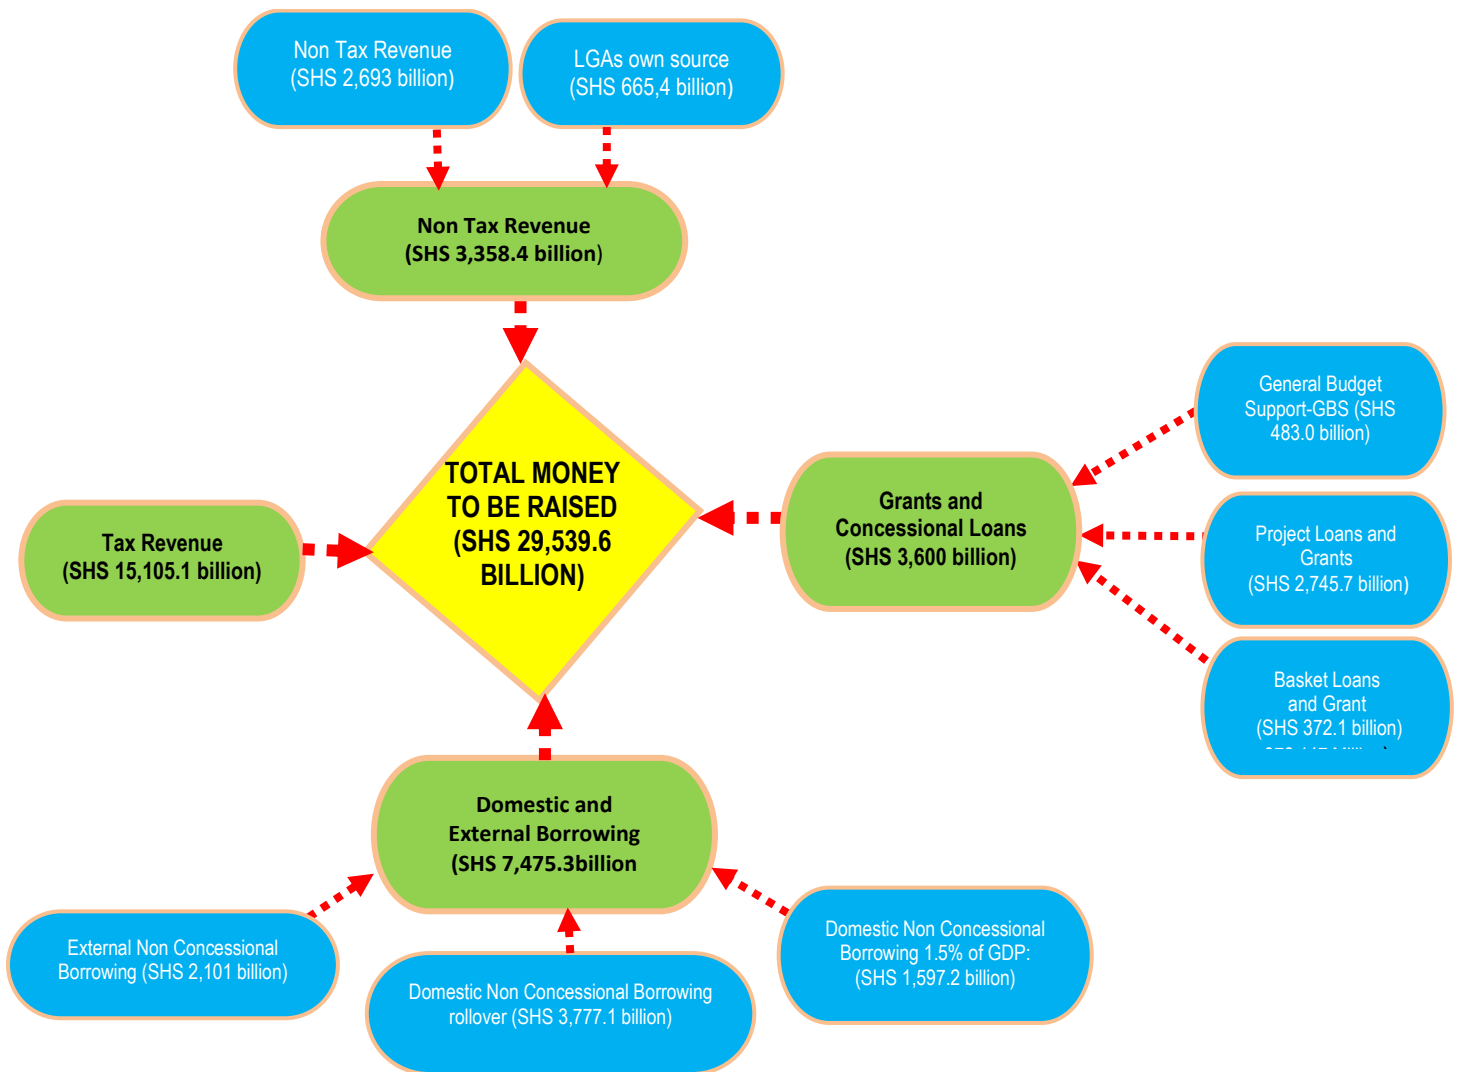 Non Tax Revenue
(SHS 2,693 billion)
LGAs own source
(SHS 665,4 billion)
Non Tax Revenue
(SHS 3,358.4 billion)
General Budget
Support-GBS (SHS
483.0 billion)
TOTAL MONEY
TO BE RAISED
(SHS 29,539.6
BILLION)
Grants and
Concessional Loans
(SHS 3,600 billion)
Tax Revenue
(SHS 15,105.1 billion)
Project Loans and
Grants
(SHS 2,745.7 billion)
Basket Loans
and Grant
(SHS 372.1 billion)
Domestic and
External Borrowing
(SHS 7,475.3billion
External Non Concessional
Borrowing (SHS 2,101 billion)
Domestic Non Concessional Borrowing
rollover (SHS 3,777.1 billion)
Domestic Non Concessional
Borrowing 1.5% of GDP:
(SHS 1,597.2 billion)